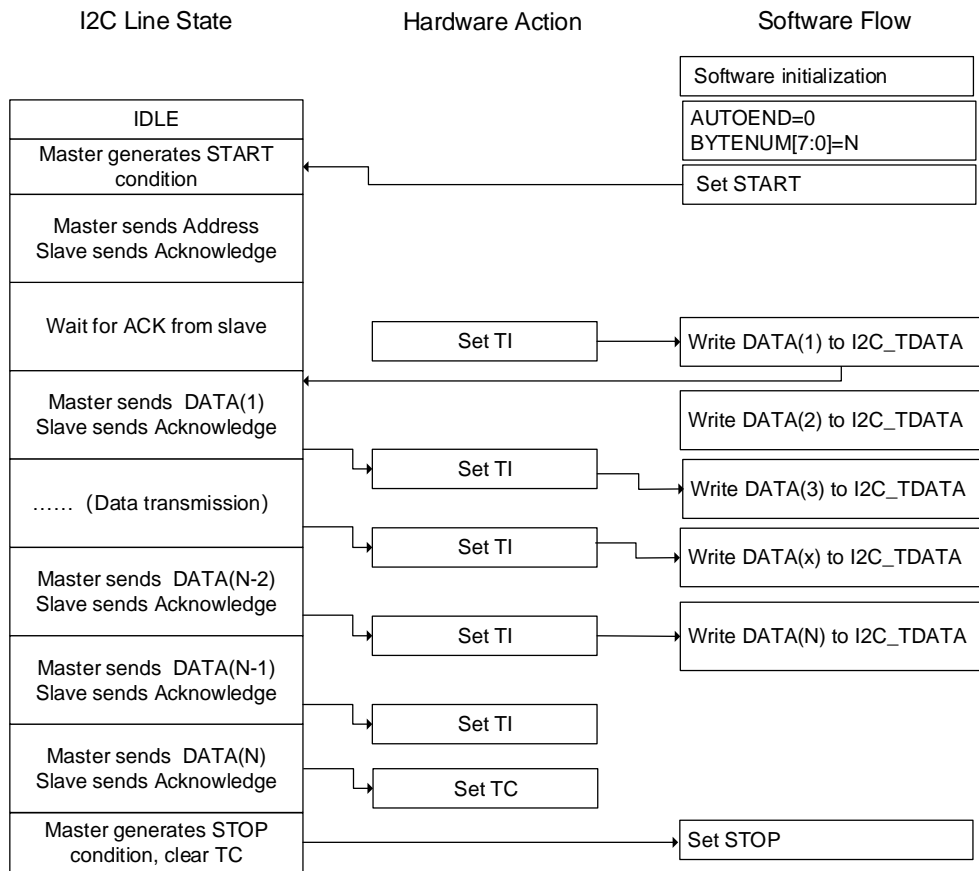 I2C Line State
Hardware Action
Software Flow
Software initialization
IDLE
AUTOEND=0
BYTENUM[7:0]=N
Master generates START
condition
Set START
Master sends Address
Slave sends Acknowledge
Wait for ACK from slave
Set TI
Write DATA(1) to I2C_TDATA
Master sends DATA(1)
Slave sends Acknowledge
Write DATA(2) to I2C_TDATA
Set TI
Write DATA(3) to I2C_TDATA
…… (Data transmission)
Set TI
Write DATA(x) to I2C_TDATA
Master sends DATA(N-2)
Slave sends Acknowledge
Set TI
Write DATA(N) to I2C_TDATA
Master sends DATA(N-1)
Slave sends Acknowledge
Set TI
Master sends DATA(N)
Slave sends Acknowledge
Set TC
Master generates STOP
condition, clear TC
Set STOP